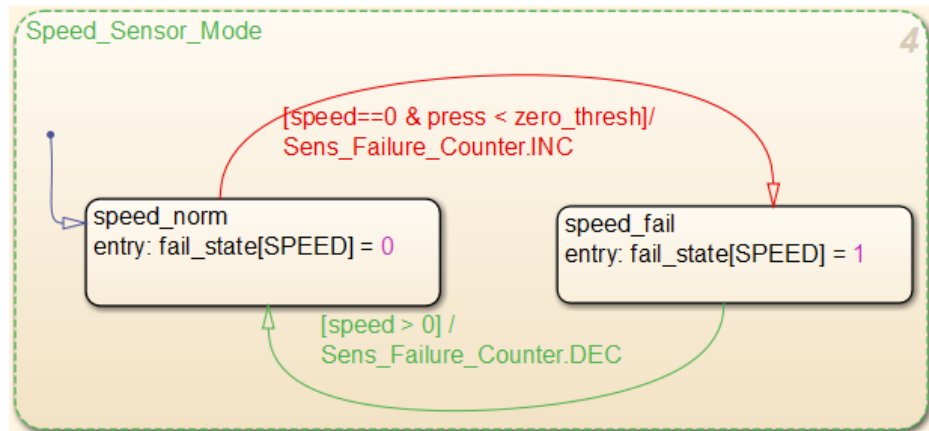 Speed_Sensor_Mode
4
[speed==0 & press < zero_thresh]/
Sens_Failure_Counter.INC
speed_norm
entry: fail_state[SPEED] = 0
speed_fail
entry: fail_state[SPEED] = 1
[speed > 0] /
Sens_Failure_Counter.DEC